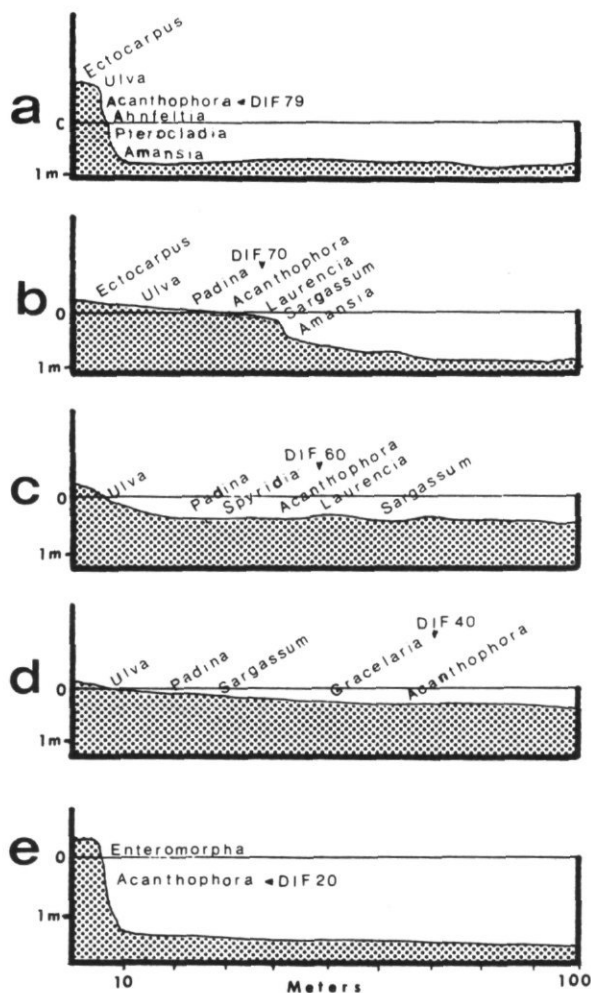 a
Ectocarpus
Ulva
Acanthophora ◄ DIF 79
C
Ahnfeltia
Pterocladia
Amansia
1m
b
Ectocarpus
Ulva
Padina
DIF 70
Acanthophora
Laurencia
Sargassum
Amansia
0
1m
c
Ulva
Padina
Spyridia
DIF 60
Acanthophora
Laurencia
Sargassum
0
1m
d
Ulva
Padina
Sargassum
Gracelaria
DIF 40
Acanthophora
0
1m
e
0
Enteromorpha
Acanthophora ◄ DIF 20
1m
10 Meters 100